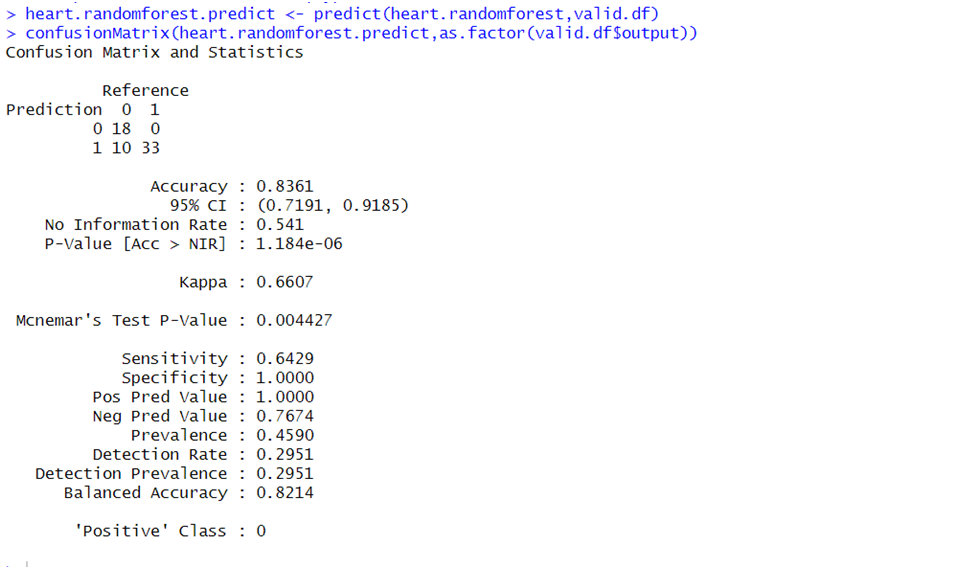 > heart.randomforest.predict <- predict(heart.randomforest,valid.df)
> confusionMatrix(heart.randomforest.predict,as.factor(valid.df$output))
Confusion Matrix and Statistics
Reference
Prediction 0 1
0 18 0
1 10 33
Accuracy : 0.8361
95% CI : (0.7191, 0.9185)
No Information Rate : 0.541
P-Value [Acc > NIR] : 1.184e-06
Kappa : 0.6607
Mcnemar's Test P-Value : 0.004427
Sensitivity : 0.6429
Specificity : 1.0000
Pos Pred Value : 1.0000
Neg Pred Value : 0.7674
Prevalence : 0.4590
Detection Rate : 0.2951
Detection Prevalence : 0.2951
Balanced Accuracy : 0.8214
'Positive' Class : 0